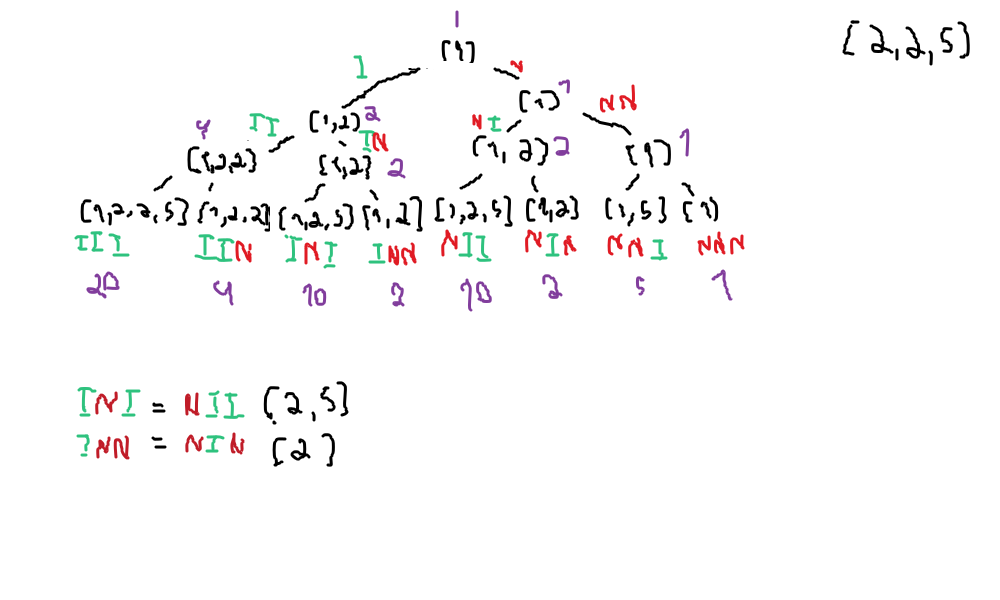 1
[1]
[2,2,5]
I
N
[1,2] 2
[1] 1
4
II
IN
NI
NN
[1,2,2]
[1,2] 2
[1,2] 2
[1] 1
[1,2,2,5] [1,2,2] [1,2,5] [1,2] [1,2,5] [1,2] [1,5] [1]
III IIN INI INN NII NIN NNI NNN
20 4 10 2 10 2 5 1
INI = NII [2,5]
INN = NIN [2]